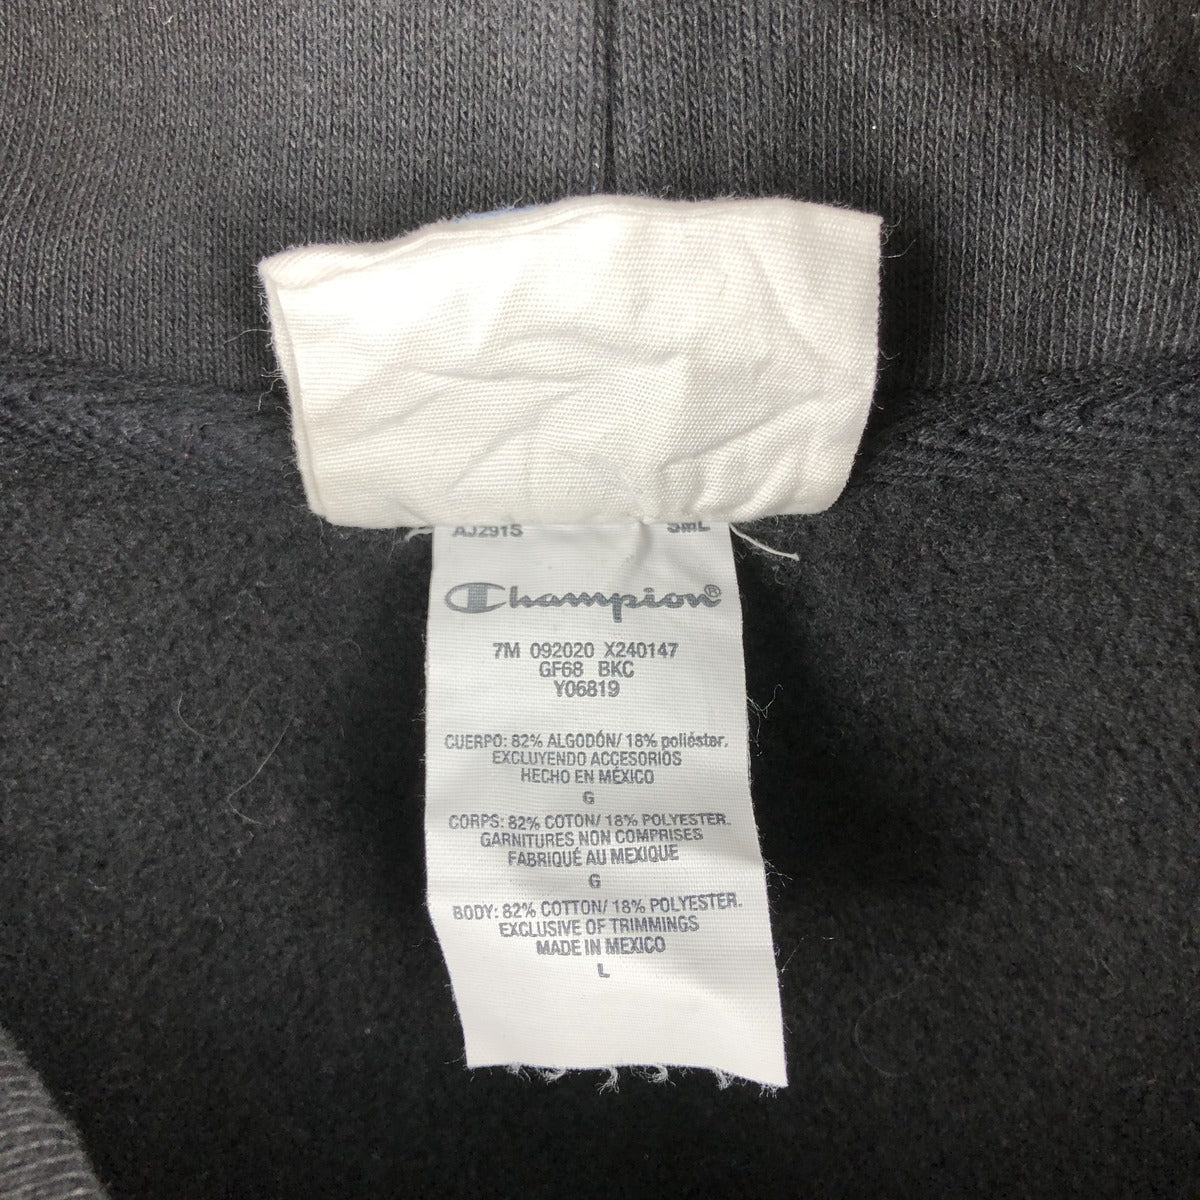 AJ291S SML
Champion®
7M 092020 X240147
GF68 BKC
Y06819
CUERPO: 82% ALGODÓN/ 18% poliéster.
EXCLUYENDO ACCESORIOS
HECHO EN MÉXICO
G
CORPS: 82% COTON/ 18% POLYESTER.
GARNITURES NON COMPRISES
FABRIQUÉ AU MEXIQUE
G
BODY: 82% COTTON/ 18% POLYESTER.
EXCLUSIVE OF TRIMMINGS
MADE IN MEXICO
L